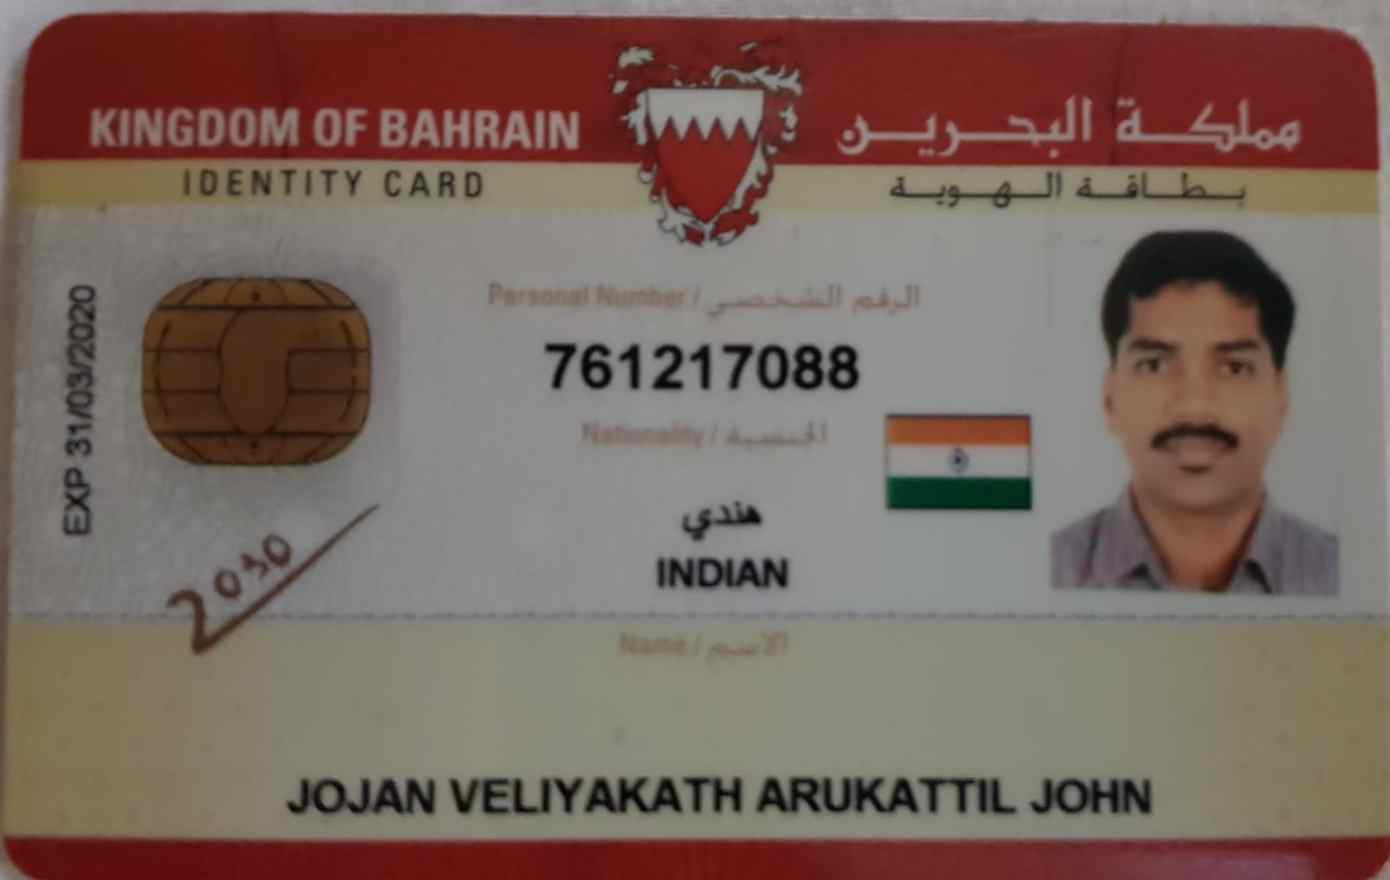 KINGDOM OF BAHRAIN مملكة البحرين
IDENTITY CARD بطاقة الهوية
Personal Number / الرقم الشخصي
761217088
EXP 31/03/2020
Nationality / الجنسية
هندي
INDIAN
2030
Name / الاسم
JOJAN VELIYAKATH ARUKATTIL JOHN